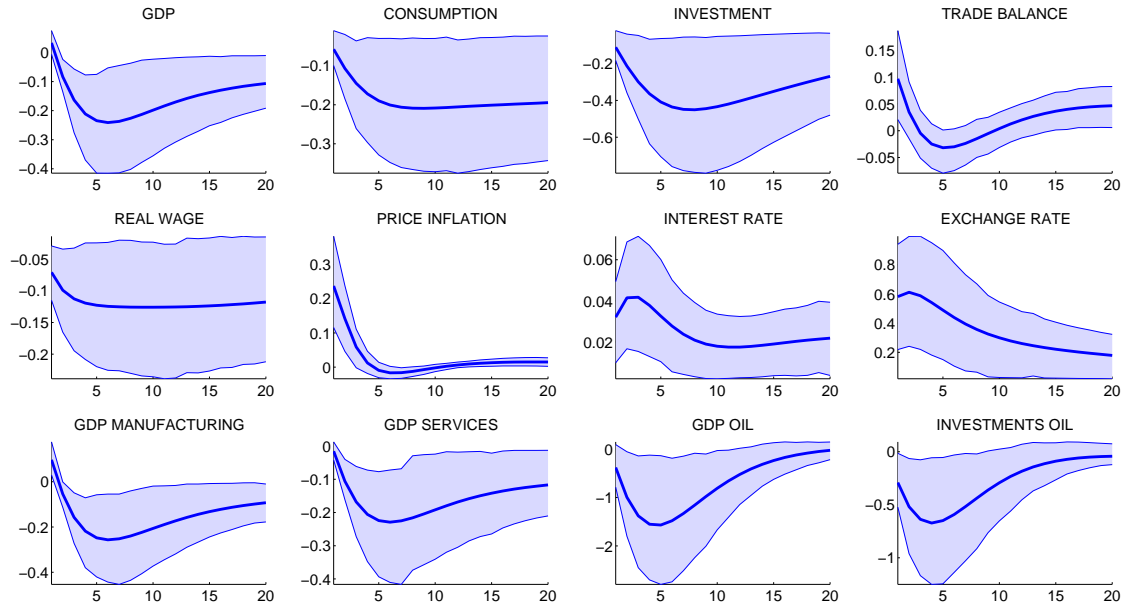 GDP
0
−0.1
−0.2
−0.3
−0.4
5 10 15 20
CONSUMPTION
−0.1
−0.2
−0.3
5 10 15 20
INVESTMENT
−0.2
−0.4
−0.6
5 10 15 20
TRADE BALANCE
0.15
0.1
0.05
0
−0.05
5 10 15 20
REAL WAGE
−0.05
−0.1
−0.15
−0.2
5 10 15 20
PRICE INFLATION
0.3
0.2
0.1
0
5 10 15 20
INTEREST RATE
0.06
0.04
0.02
5 10 15 20
EXCHANGE RATE
0.8
0.6
0.4
0.2
5 10 15 20
GDP MANUFACTURING
0
−0.2
−0.4
5 10 15 20
GDP SERVICES
0
−0.1
−0.2
−0.3
−0.4
5 10 15 20
GDP OIL
0
−1
−2
5 10 15 20
INVESTMENTS OIL
0
−0.5
−1
5 10 15 20